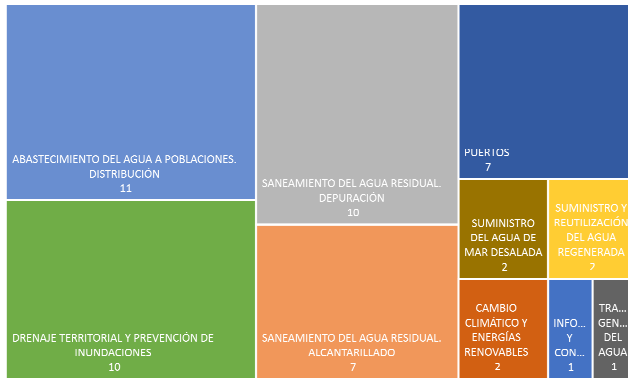 ABASTECIMIENTO DEL AGUA A POBLACIONES.
DISTRIBUCIÓN
11
DRENAJE TERRITORIAL Y PREVENCIÓN DE
INUNDACIONES
10
SANEAMIENTO DEL AGUA RESIDUAL.
DEPURACIÓN
10
SANEAMIENTO DEL AGUA RESIDUAL.
ALCANTARILLADO
7
PUERTOS
7
SUMINISTRO
DEL AGUA DE
MAR DESALADA
2
SUMINISTRO Y
REUTILIZACIÓN
DEL AGUA
REGENERADA
2
CAMBIO
CLIMÁTICO Y
ENERGÍAS
RENOVABLES
2
INFO...
Y
CON...
1
TRA...
GEN...
DEL
AGUA
1